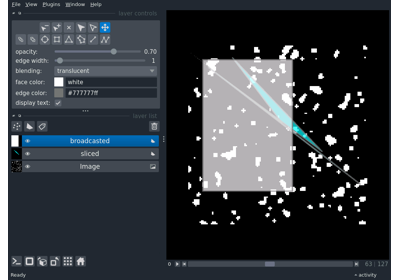 File View Plugins Window Help
layer controls
opacity: 0.70
edge width: 1
blending: translucent
face color: white
edge color: #777777ff
display text:
layer list
broadcasted
sliced
Image
Ready
63 127
activity